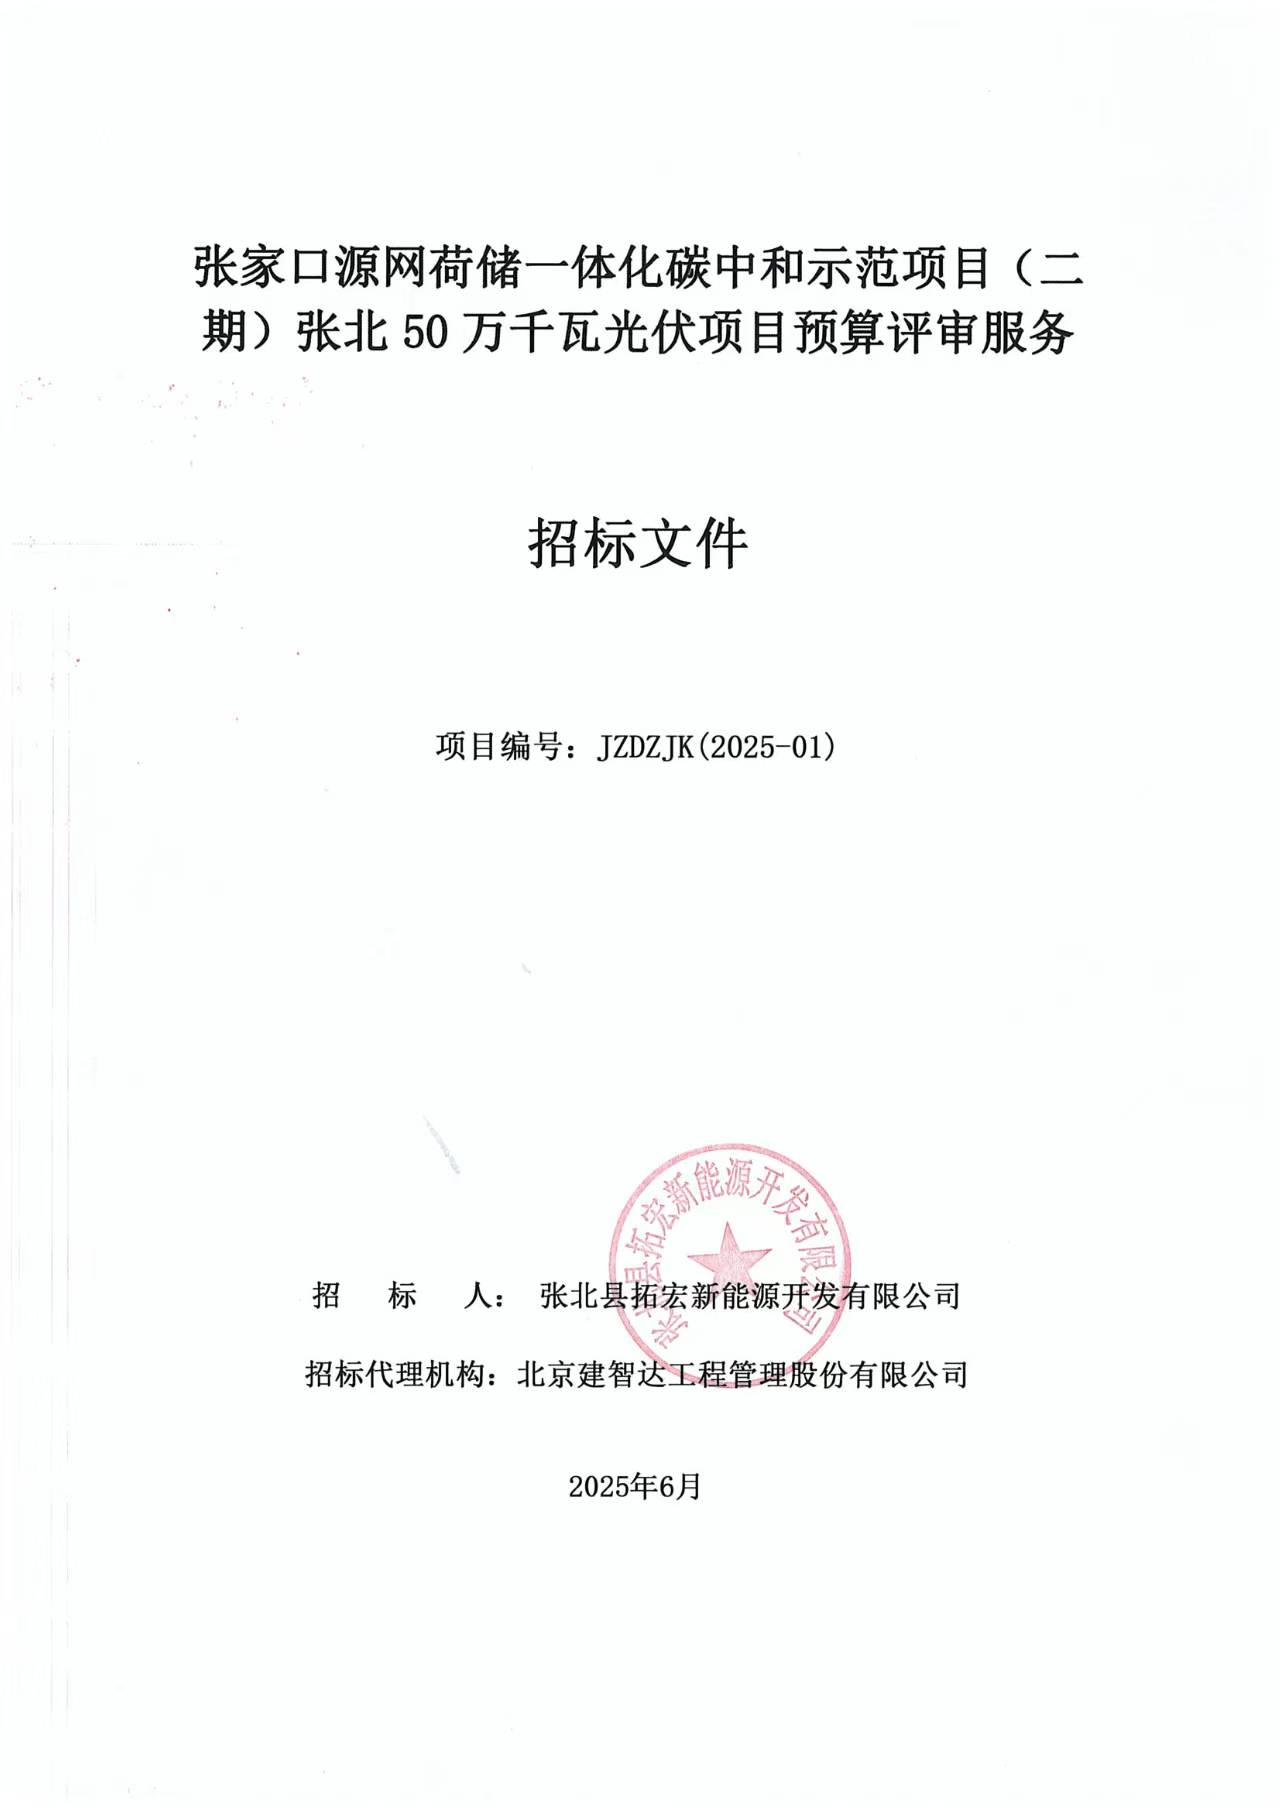 张家口源网荷储一体化碳中和示范项目（二
期）张北 50 万千瓦光伏项目预算评审服务
招标文件
项目编号：JZDZJK(2025-01)
张北县拓宏新能源开发有限公司
招 标 人： 张北县拓宏新能源开发有限公司
招标代理机构：北京建智达工程管理股份有限公司
2025年6月